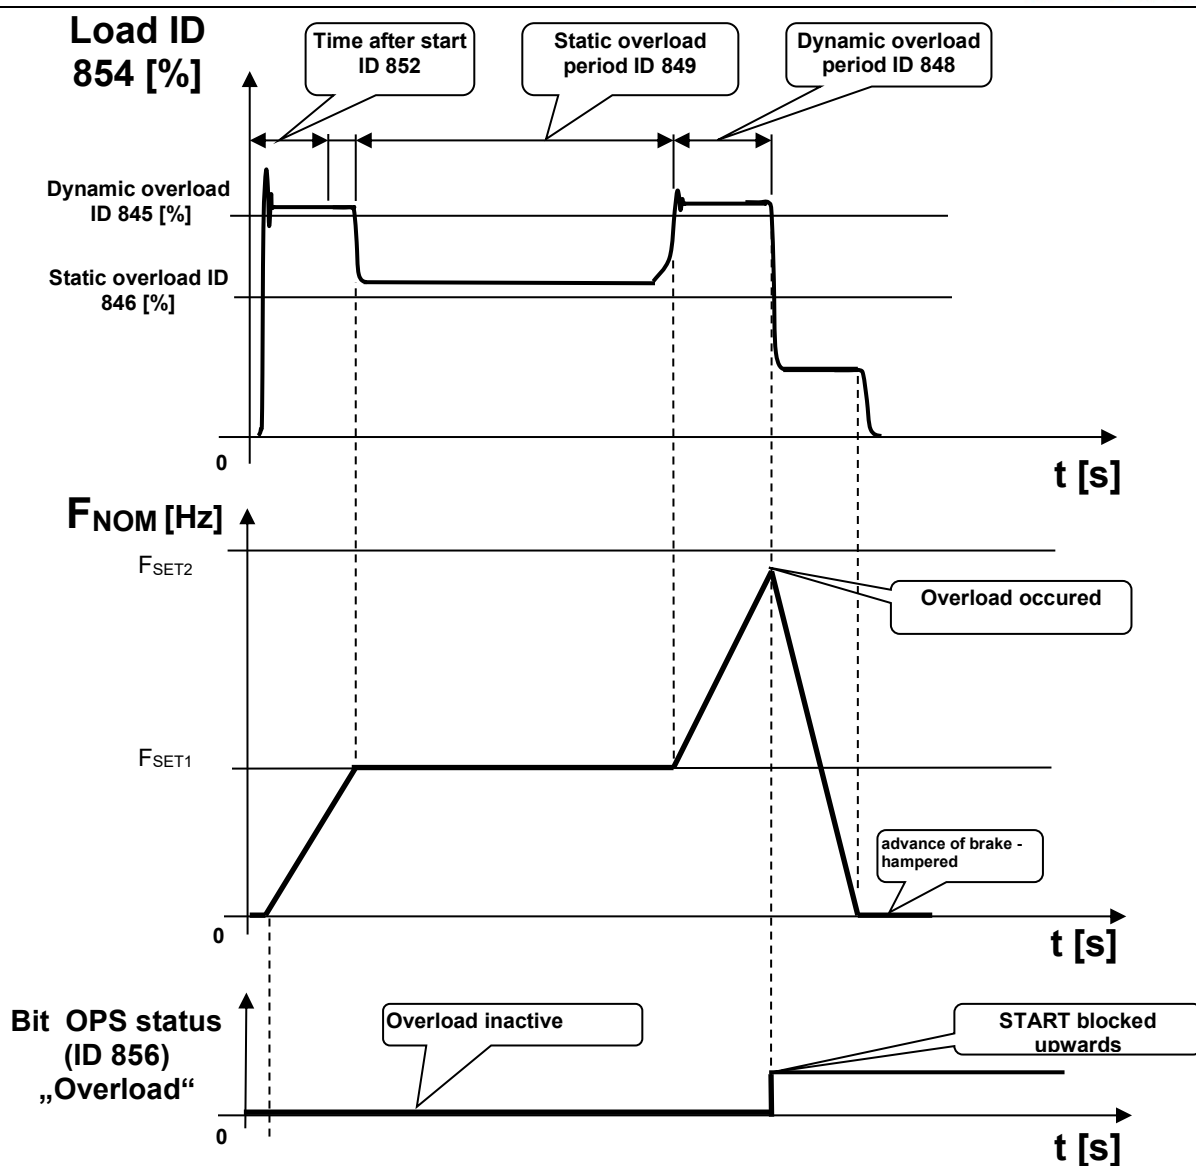 Load ID
854 [%]
Time after start
ID 852
Static overload
period ID 849
Dynamic overload
period ID 848
Dynamic overload
ID 845 [%]
Static overload ID
846 [%]
0
t [s]
FNOM [Hz]
FSET2
Overload occured
FSET1
advance of brake -
hampered
0
t [s]
Bit OPS status
(ID 856)
„Overload“
Overload inactive
START blocked
upwards
0
t [s]